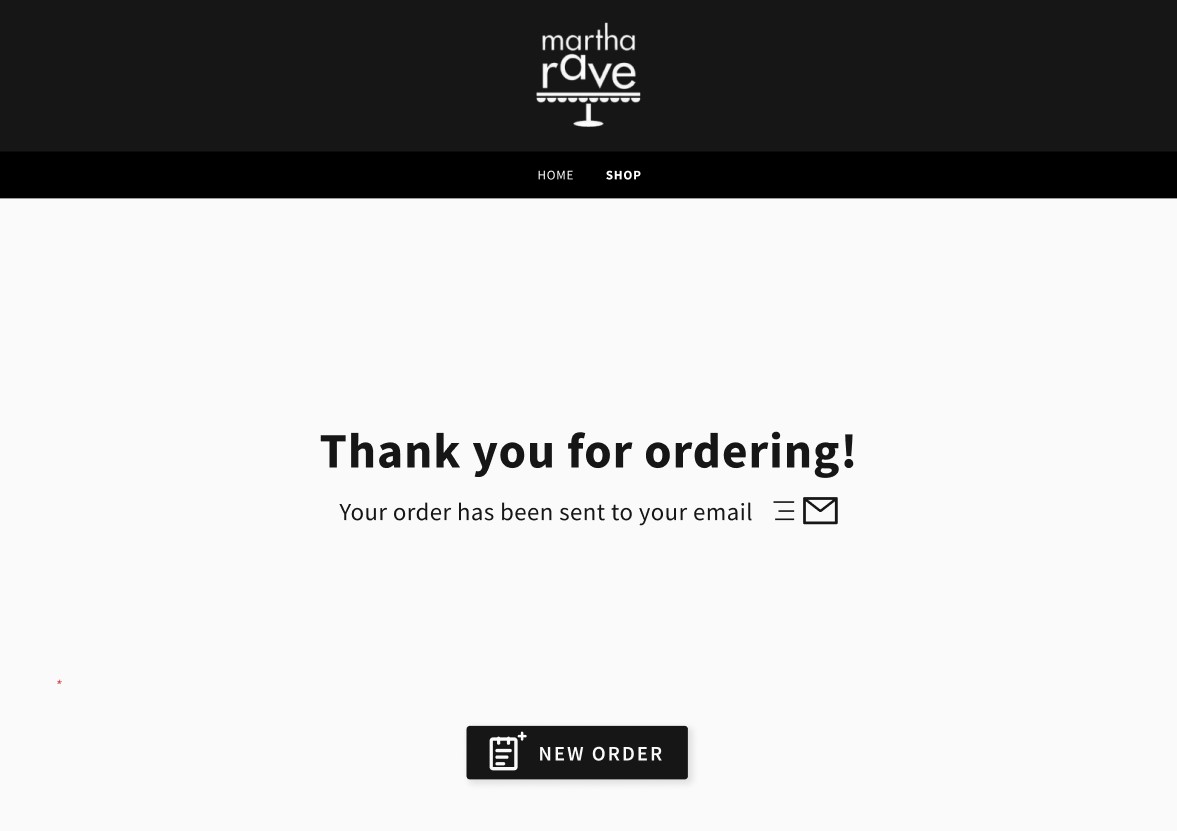 martha
rave
HOME SHOP
Thank you for ordering!
Your order has been sent to your email
*
NEW ORDER